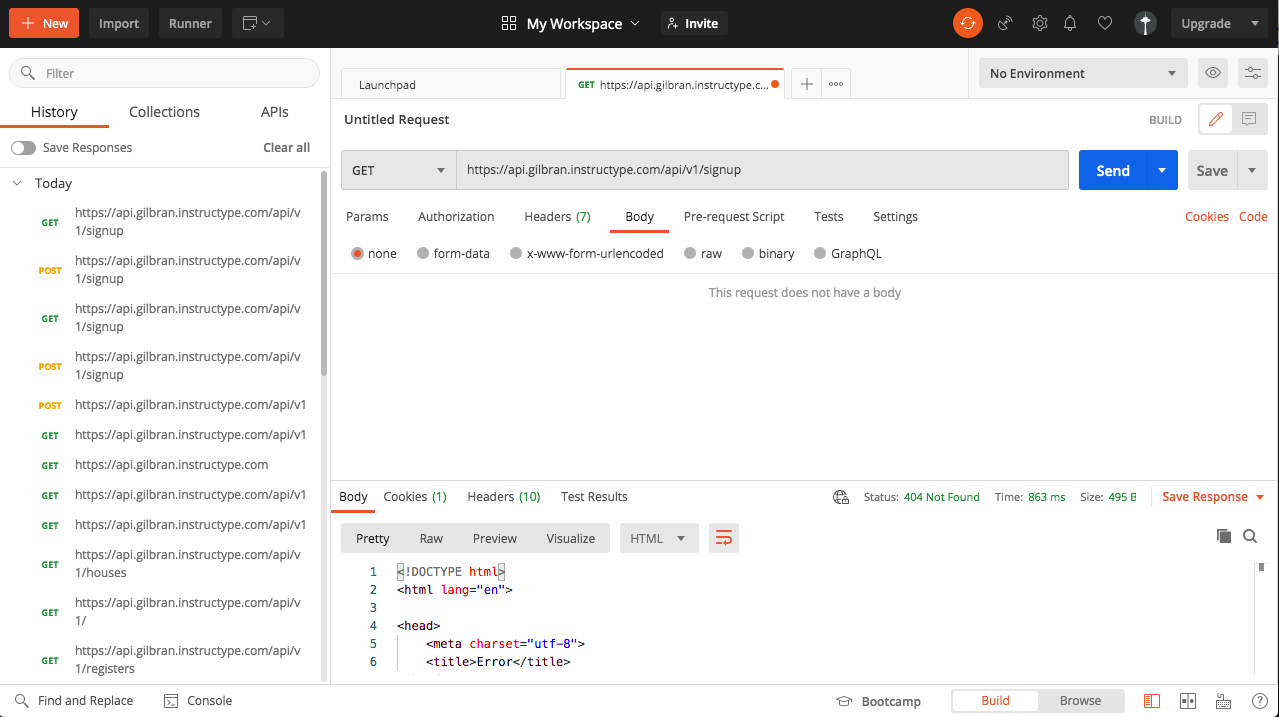 New
Import
Runner
My Workspace
Invite
Upgrade
Filter
History
Collections
APIs
Save Responses
Clear all
Today
GET
https://api.gilbran.instructype.com/api/v
1/signup
POST
https://api.gilbran.instructype.com/api/v
1/signup
GET
https://api.gilbran.instructype.com/api/v
1/signup
POST
https://api.gilbran.instructype.com/api/v
1/signup
POST
https://api.gilbran.instructype.com/api/v1
GET
https://api.gilbran.instructype.com/api/v1
GET
https://api.gilbran.instructype.com
GET
https://api.gilbran.instructype.com/api/v1
GET
https://api.gilbran.instructype.com/api/v1
GET
https://api.gilbran.instructype.com/api/v
1/houses
GET
https://api.gilbran.instructype.com/api/v
1/
GET
https://api.gilbran.instructype.com/api/v
1/registers
Launchpad
GET https://api.gilbran.instructype.c...
No Environment
Untitled Request
BUILD
GET
https://api.gilbran.instructype.com/api/v1/signup
Send
Save
Params
Authorization
Headers (7)
Body
Pre-request Script
Tests
Settings
Cookies
Code
none
form-data
x-www-form-urlencoded
raw
binary
GraphQL
This request does not have a body
Body
Cookies (1)
Headers (10)
Test Results
Status: 404 Not Found
Time: 863 ms
Size: 495 B
Save Response
Pretty
Raw
Preview
Visualize
HTML
1 <!DOCTYPE html>
2 <html lang="en">
3
4 <head>
5 <meta charset="utf-8">
6 <title>Error</title>
Find and Replace
Console
Bootcamp
Build
Browse